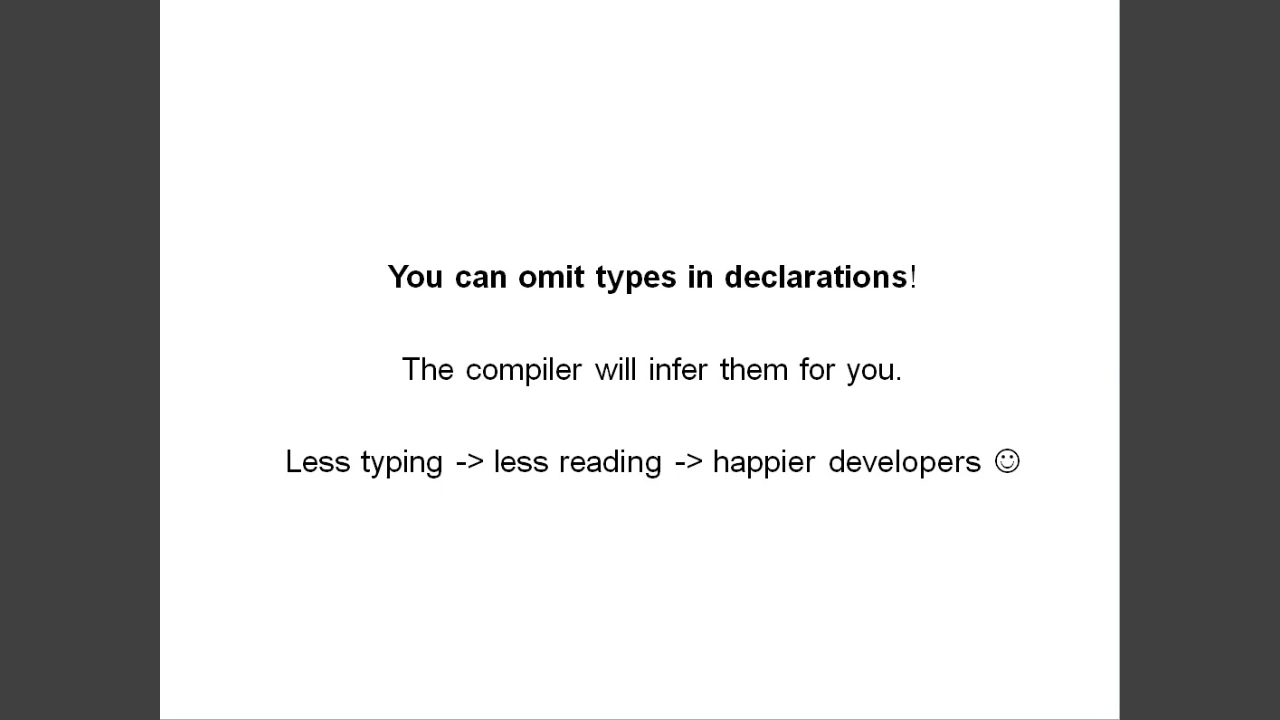 You can omit types in declarations!
The compiler will infer them for you.
Less typing -> less reading -> happier developers ☺